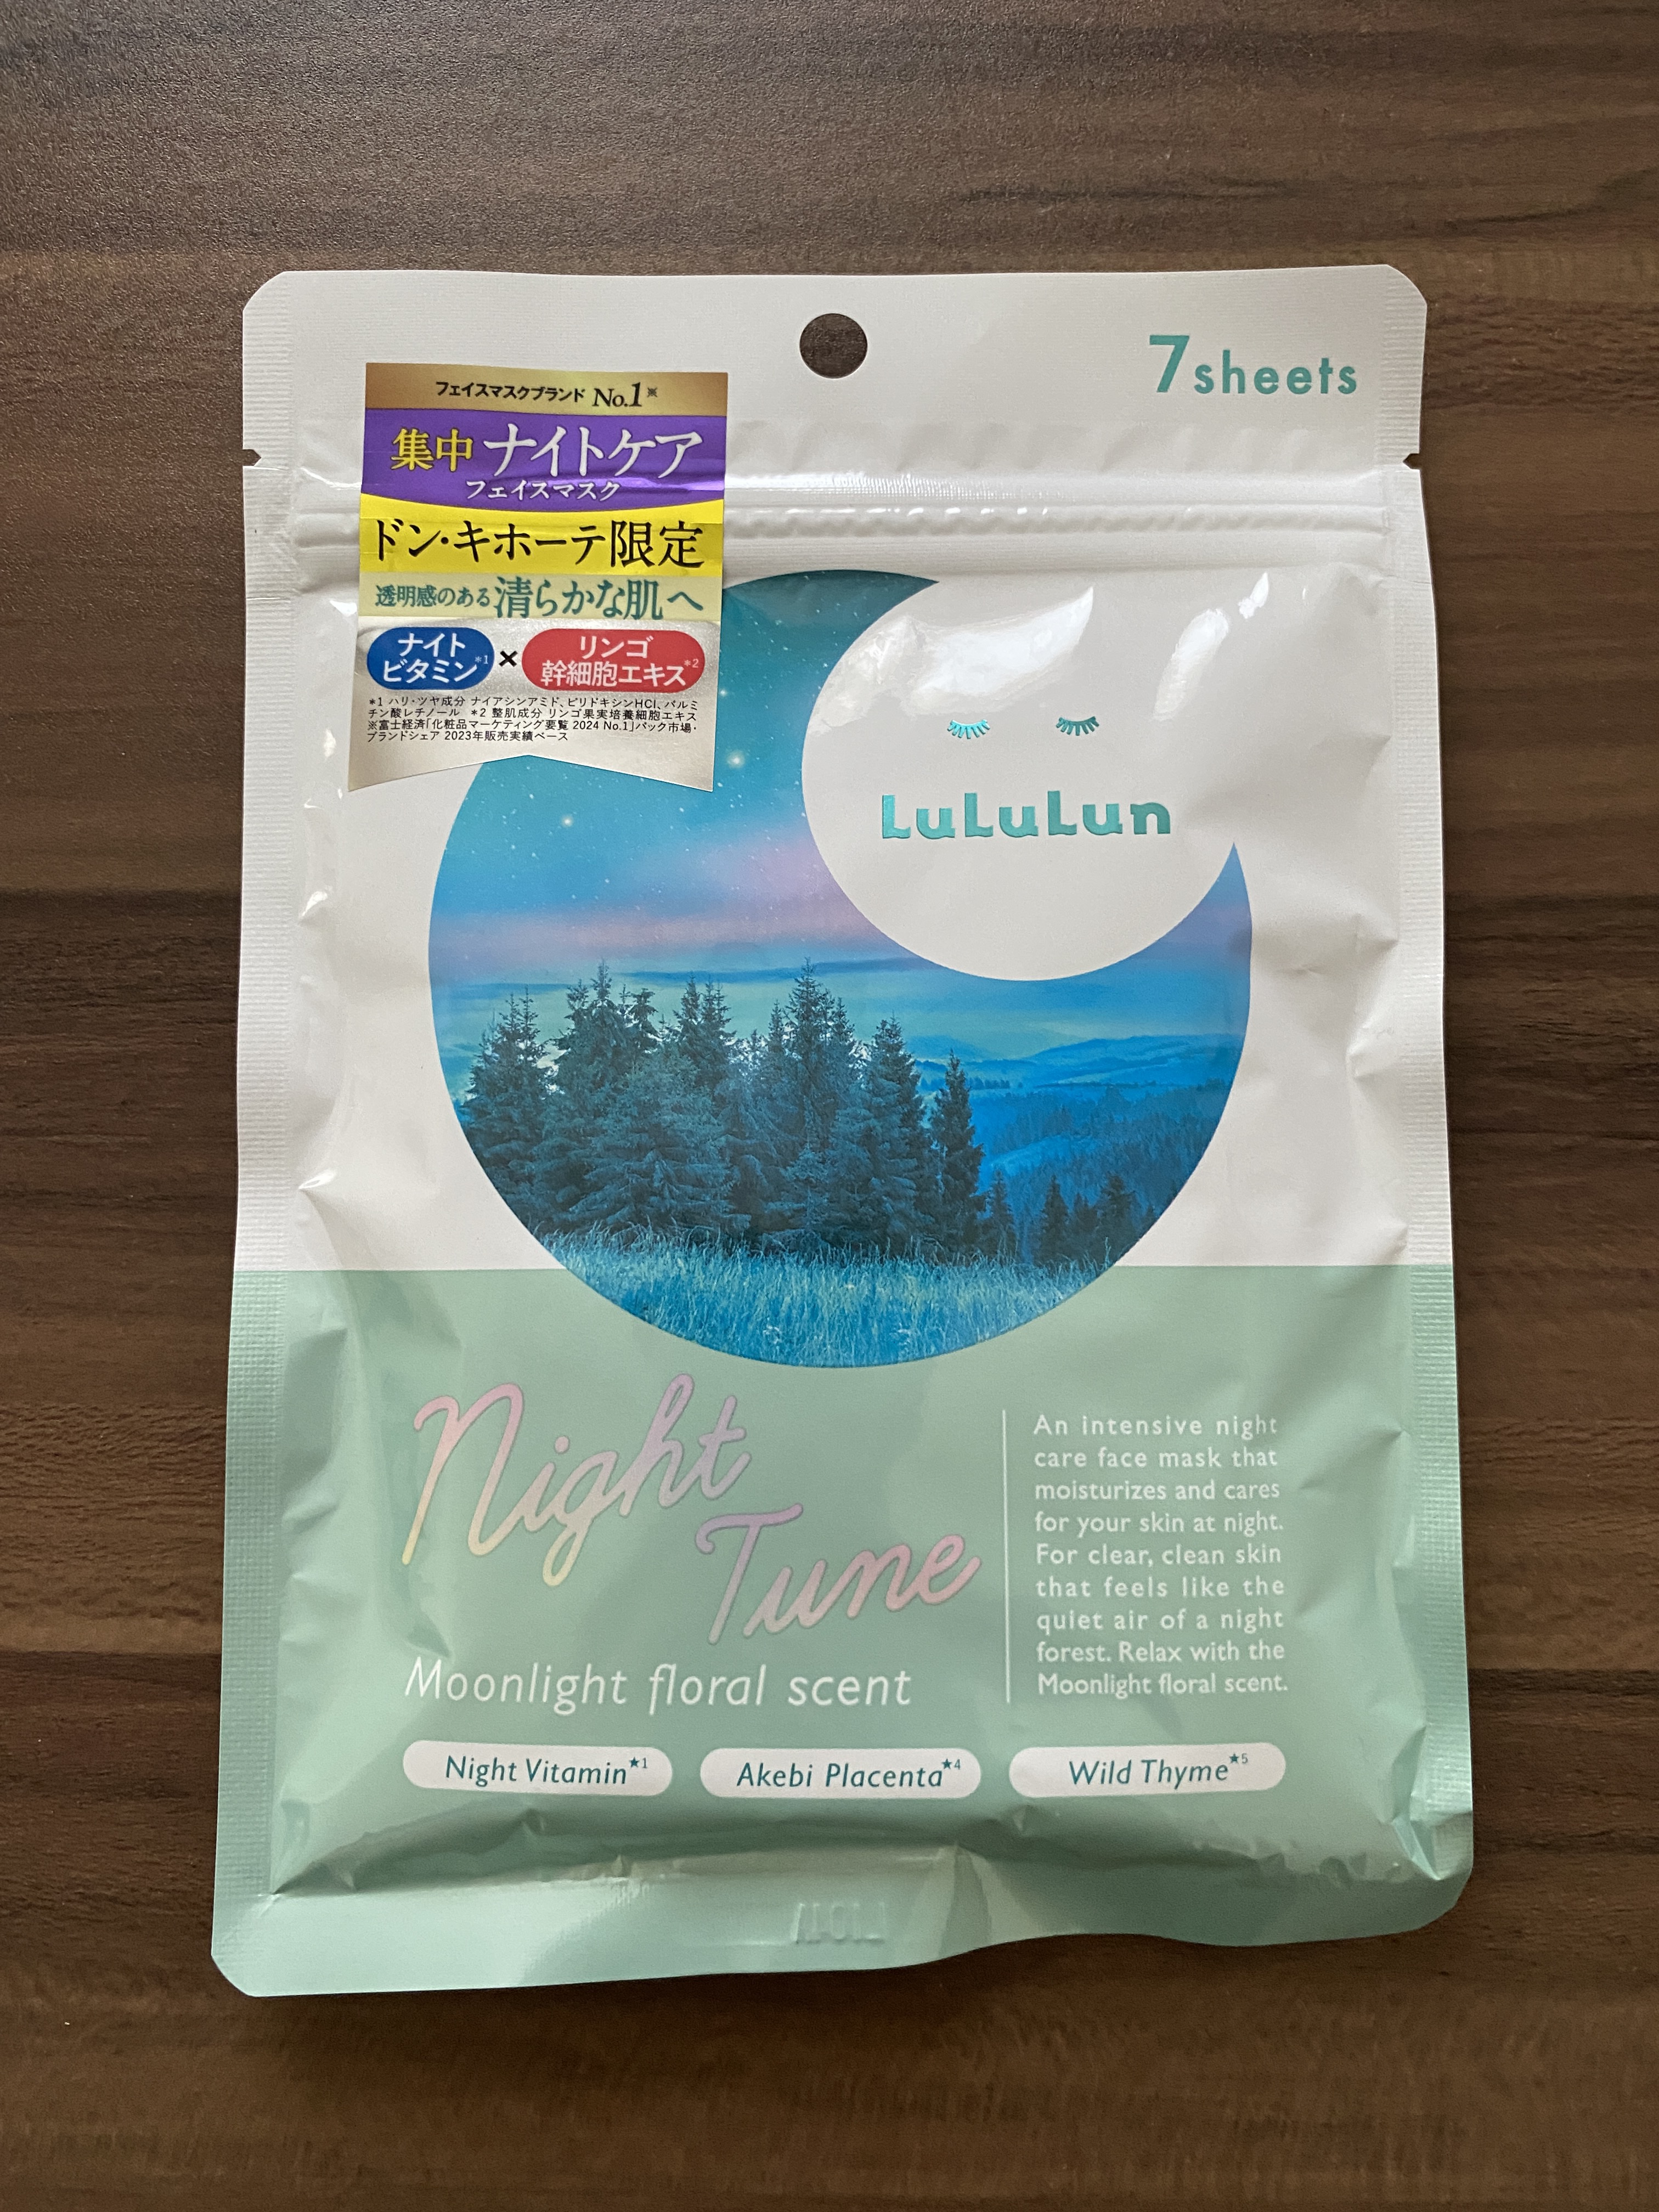 7sheets
フェイスマスクブランド No.1※
集中 ナイトケア
フェイスマスク
ドン・キホーテ限定
透明感のある清らかな肌へ
ナイト
ビタミン*1
×
リンゴ
幹細胞エキス*2
*1 ハリ・ツヤ成分 ナイアシンアミド、ピリドキシンHCI、パルミ
チン酸レチノール *2 整肌成分 リンゴ果実培養細胞エキス
※富士経済「化粧品マーケティング要覧 2024 No.1」パック市場・
ブランドシェア 2023年販売実績ベース
LuLuLun
Night
Tune
Moonlight floral scent
An intensive night
care face mask that
moisturizes and cares
for your skin at night.
For clear, clean skin
that feels like the
quiet air of a night
forest. Relax with the
Moonlight floral scent.
Night Vitamin★1
Akebi Placenta★4
Wild Thyme★5